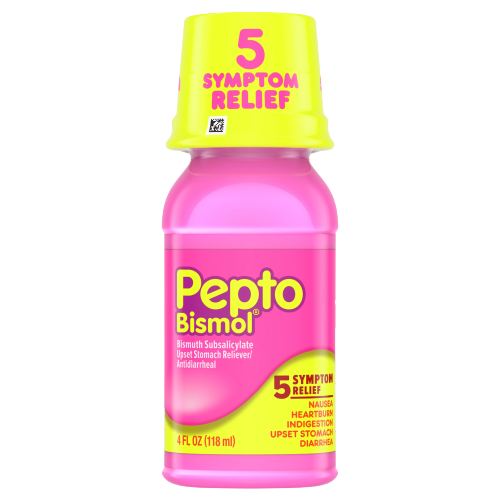 5
SYMPTOM
RELIEF
Pepto
Bismol®
Bismuth Subsalicylate
Upset Stomach Reliever/
Antidiarrheal
5 SYMPTOM
RELIEF
NAUSEA
HEARTBURN
INDIGESTION
UPSET STOMACH
DIARRHEA
4 FL OZ (118 ml)